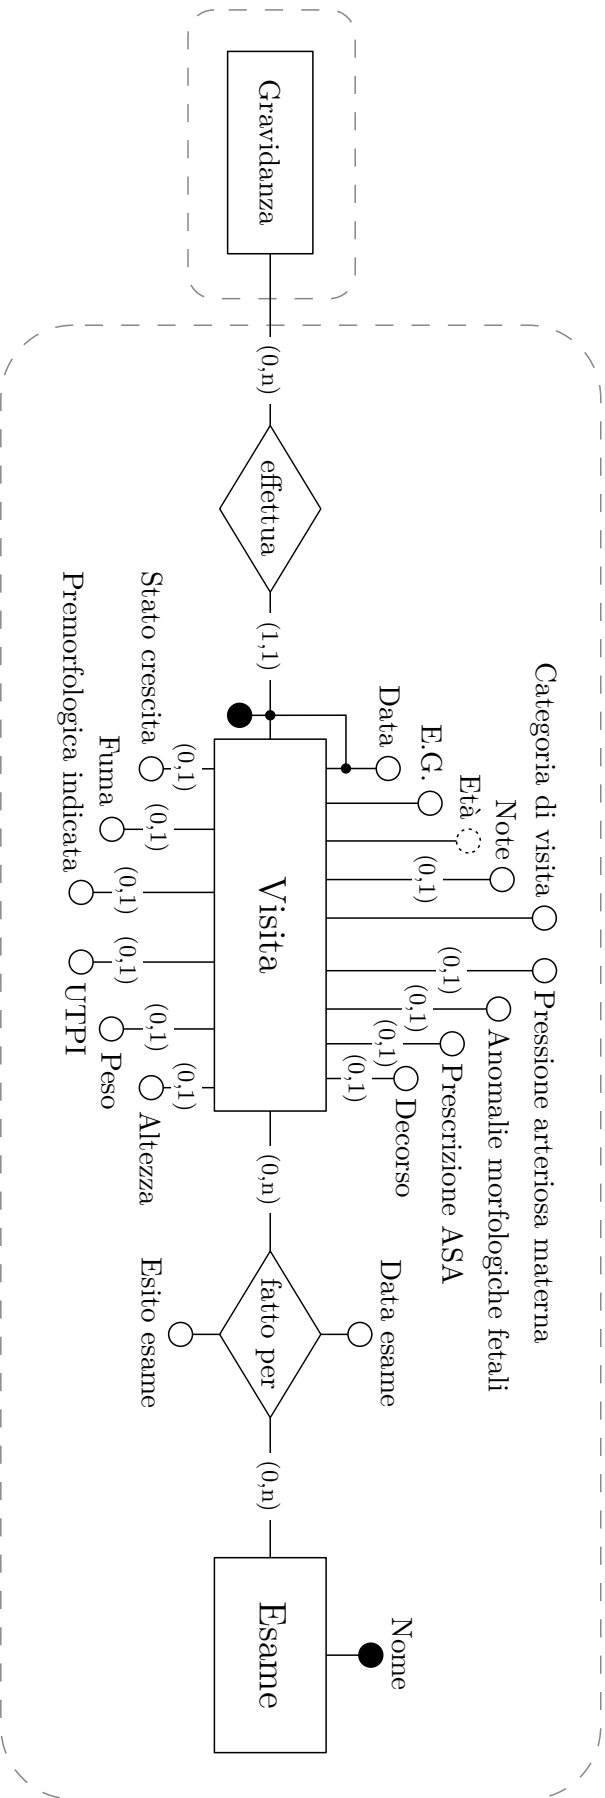 Gravidanza
(0,n)
effettua
(1,1)
Data
E.G.
Età
Note
(0,1)
Categoria di visita
Pressione arteriosa materna
(0,1)
Anomalie morfologiche fetali
(0,1)
Prescrizione ASA
(0,1)
Decorso
(0,1)
Visita
Stato crescita
(0,1)
Fuma
(0,1)
Premorfologica indicata
(0,1)
UTPI
(0,1)
Peso
(0,1)
Altezza
(0,1)
(0,n)
fatto per
Data esame
Esito esame
(0,n)
Esame
Nome